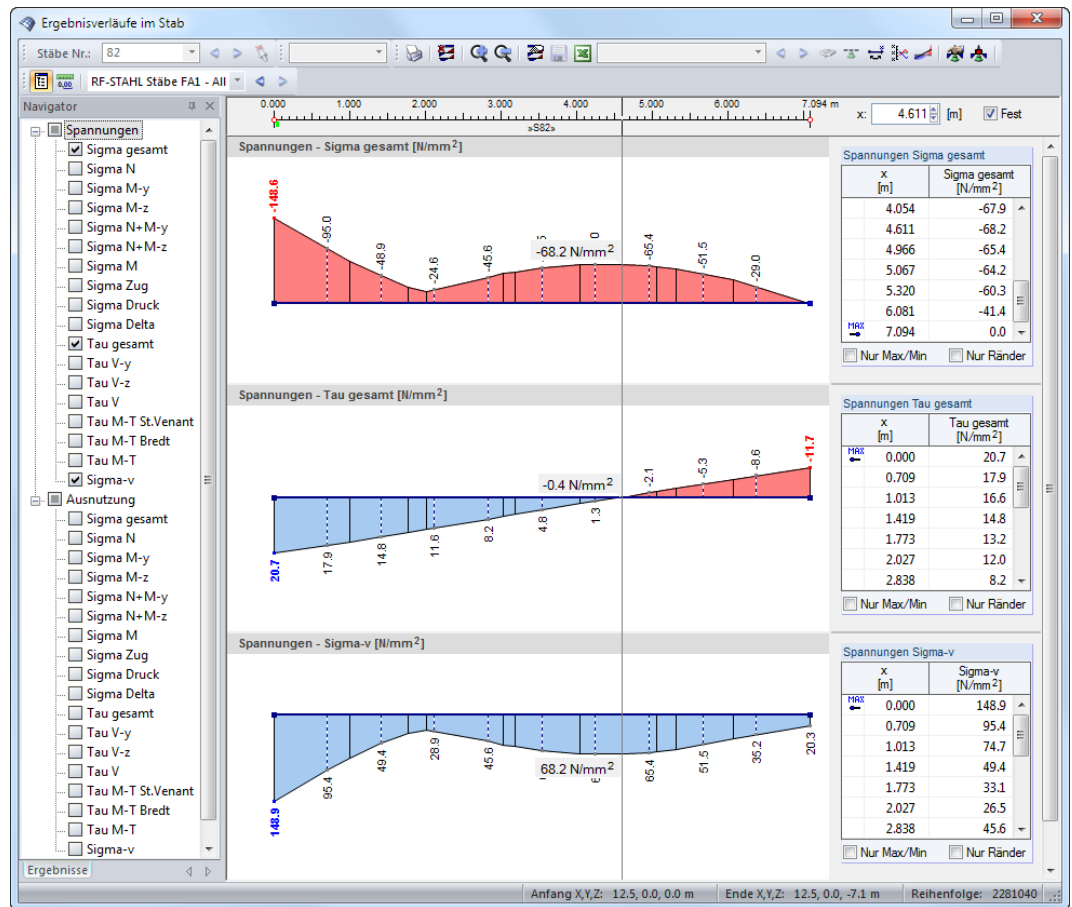 Ergebnisverläufe im Stab
Stäbe Nr.: 82
RF-STAHL Stäbe FA1 - All
Navigator
Spannungen
Sigma gesamt
Sigma N
Sigma M-y
Sigma M-z
Sigma N+M-y
Sigma N+M-z
Sigma M
Sigma Zug
Sigma Druck
Sigma Delta
Tau gesamt
Tau V-y
Tau V-z
Tau V
Tau M-T St.Venant
Tau M-T Bredt
Tau M-T
Sigma-v
Ausnutzung
Sigma gesamt
Sigma N
Sigma M-y
Sigma M-z
Sigma N+M-y
Sigma N+M-z
Sigma M
Sigma Zug
Sigma Druck
Sigma Delta
Tau gesamt
Tau V-y
Tau V-z
Tau V
Tau M-T St.Venant
Tau M-T Bredt
Tau M-T
Sigma-v
Ergebnisse
0.000 1.000 2.000 3.000 4.000 5.000 6.000 7.094 m
»S82»
x: 4.611 [m] Fest
Spannungen - Sigma gesamt [N/mm²]
-148.6
-95.0
-48.9
-24.6
-45.6
-68.2 N/mm²
-65.4
-51.5
-29.0
Spannungen Sigma gesamt
x [m] Sigma gesamt [N/mm²]
4.054 -67.9
4.611 -68.2
4.966 -65.4
5.067 -64.2
5.320 -60.3
6.081 -41.4
MAX 7.094 0.0
Nur Max/Min Nur Ränder
Spannungen - Tau gesamt [N/mm²]
20.7
17.9
14.8
11.6
8.2
4.8
1.3
-0.4 N/mm²
-2.1
-5.3
-8.6
-11.7
Spannungen Tau gesamt
x [m] Tau gesamt [N/mm²]
MAX 0.000 20.7
0.709 17.9
1.013 16.6
1.419 14.8
1.773 13.2
2.027 12.0
2.838 8.2
Nur Max/Min Nur Ränder
Spannungen - Sigma-v [N/mm²]
148.9
95.4
49.4
28.9
45.6
68.2 N/mm²
65.4
51.5
35.2
20.3
Spannungen Sigma-v
x [m] Sigma-v [N/mm²]
MAX 0.000 148.9
0.709 95.4
1.013 74.7
1.419 49.4
1.773 33.1
2.027 26.5
2.838 45.6
Nur Max/Min Nur Ränder
Anfang X,Y,Z: 12.5, 0.0, 0.0 m Ende X,Y,Z: 12.5, 0.0, -7.1 m Reihenfolge: 2281040